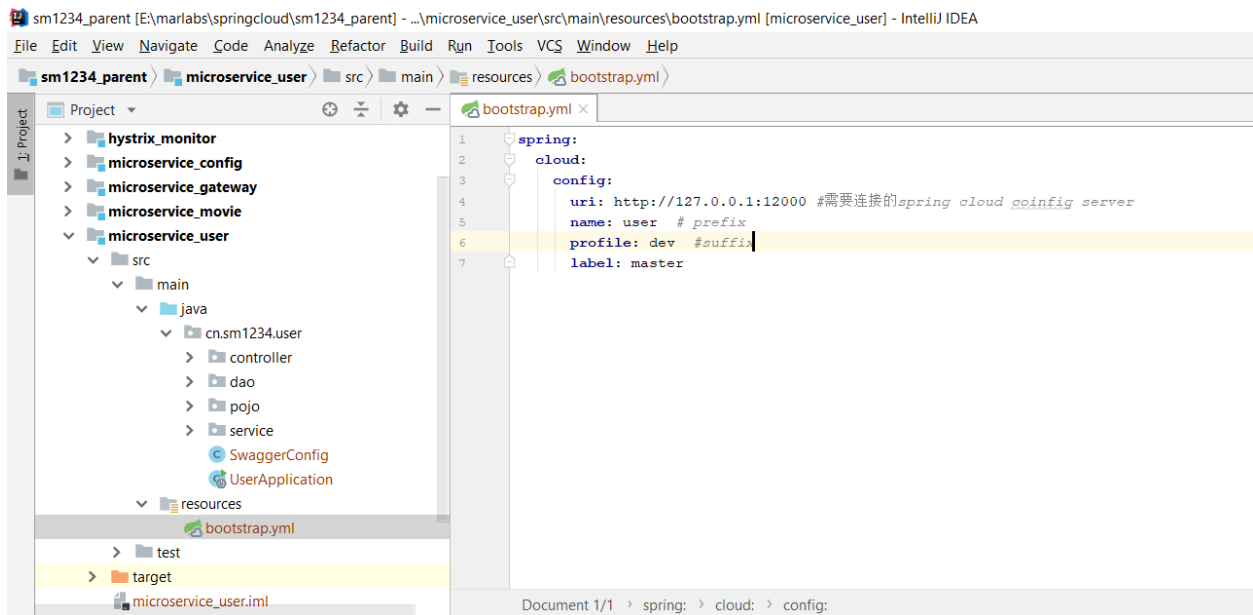 sm1234_parent [E:\marlabs\springcloud\sm1234_parent] - ...\microservice_user\src\main\resources\bootstrap.yml [microservice_user] - IntelliJ IDEA
File Edit View Navigate Code Analyze Refactor Build Run Tools VCS Window Help
sm1234_parent microservice_user src main resources bootstrap.yml
1: Project
Project
bootstrap.yml
hystrix_monitor
microservice_config
microservice_gateway
microservice_movie
microservice_user
src
main
java
cn.sm1234.user
controller
dao
pojo
service
SwaggerConfig
UserApplication
resources
bootstrap.yml
test
target
microservice_user.iml
1 spring:
2 cloud:
3 config:
4 uri: http://127.0.0.1:12000 #需要连接的spring cloud coinfig server
5 name: user # prefix
6 profile: dev #suffix
7 label: master
Document 1/1 › spring: › cloud: › config: